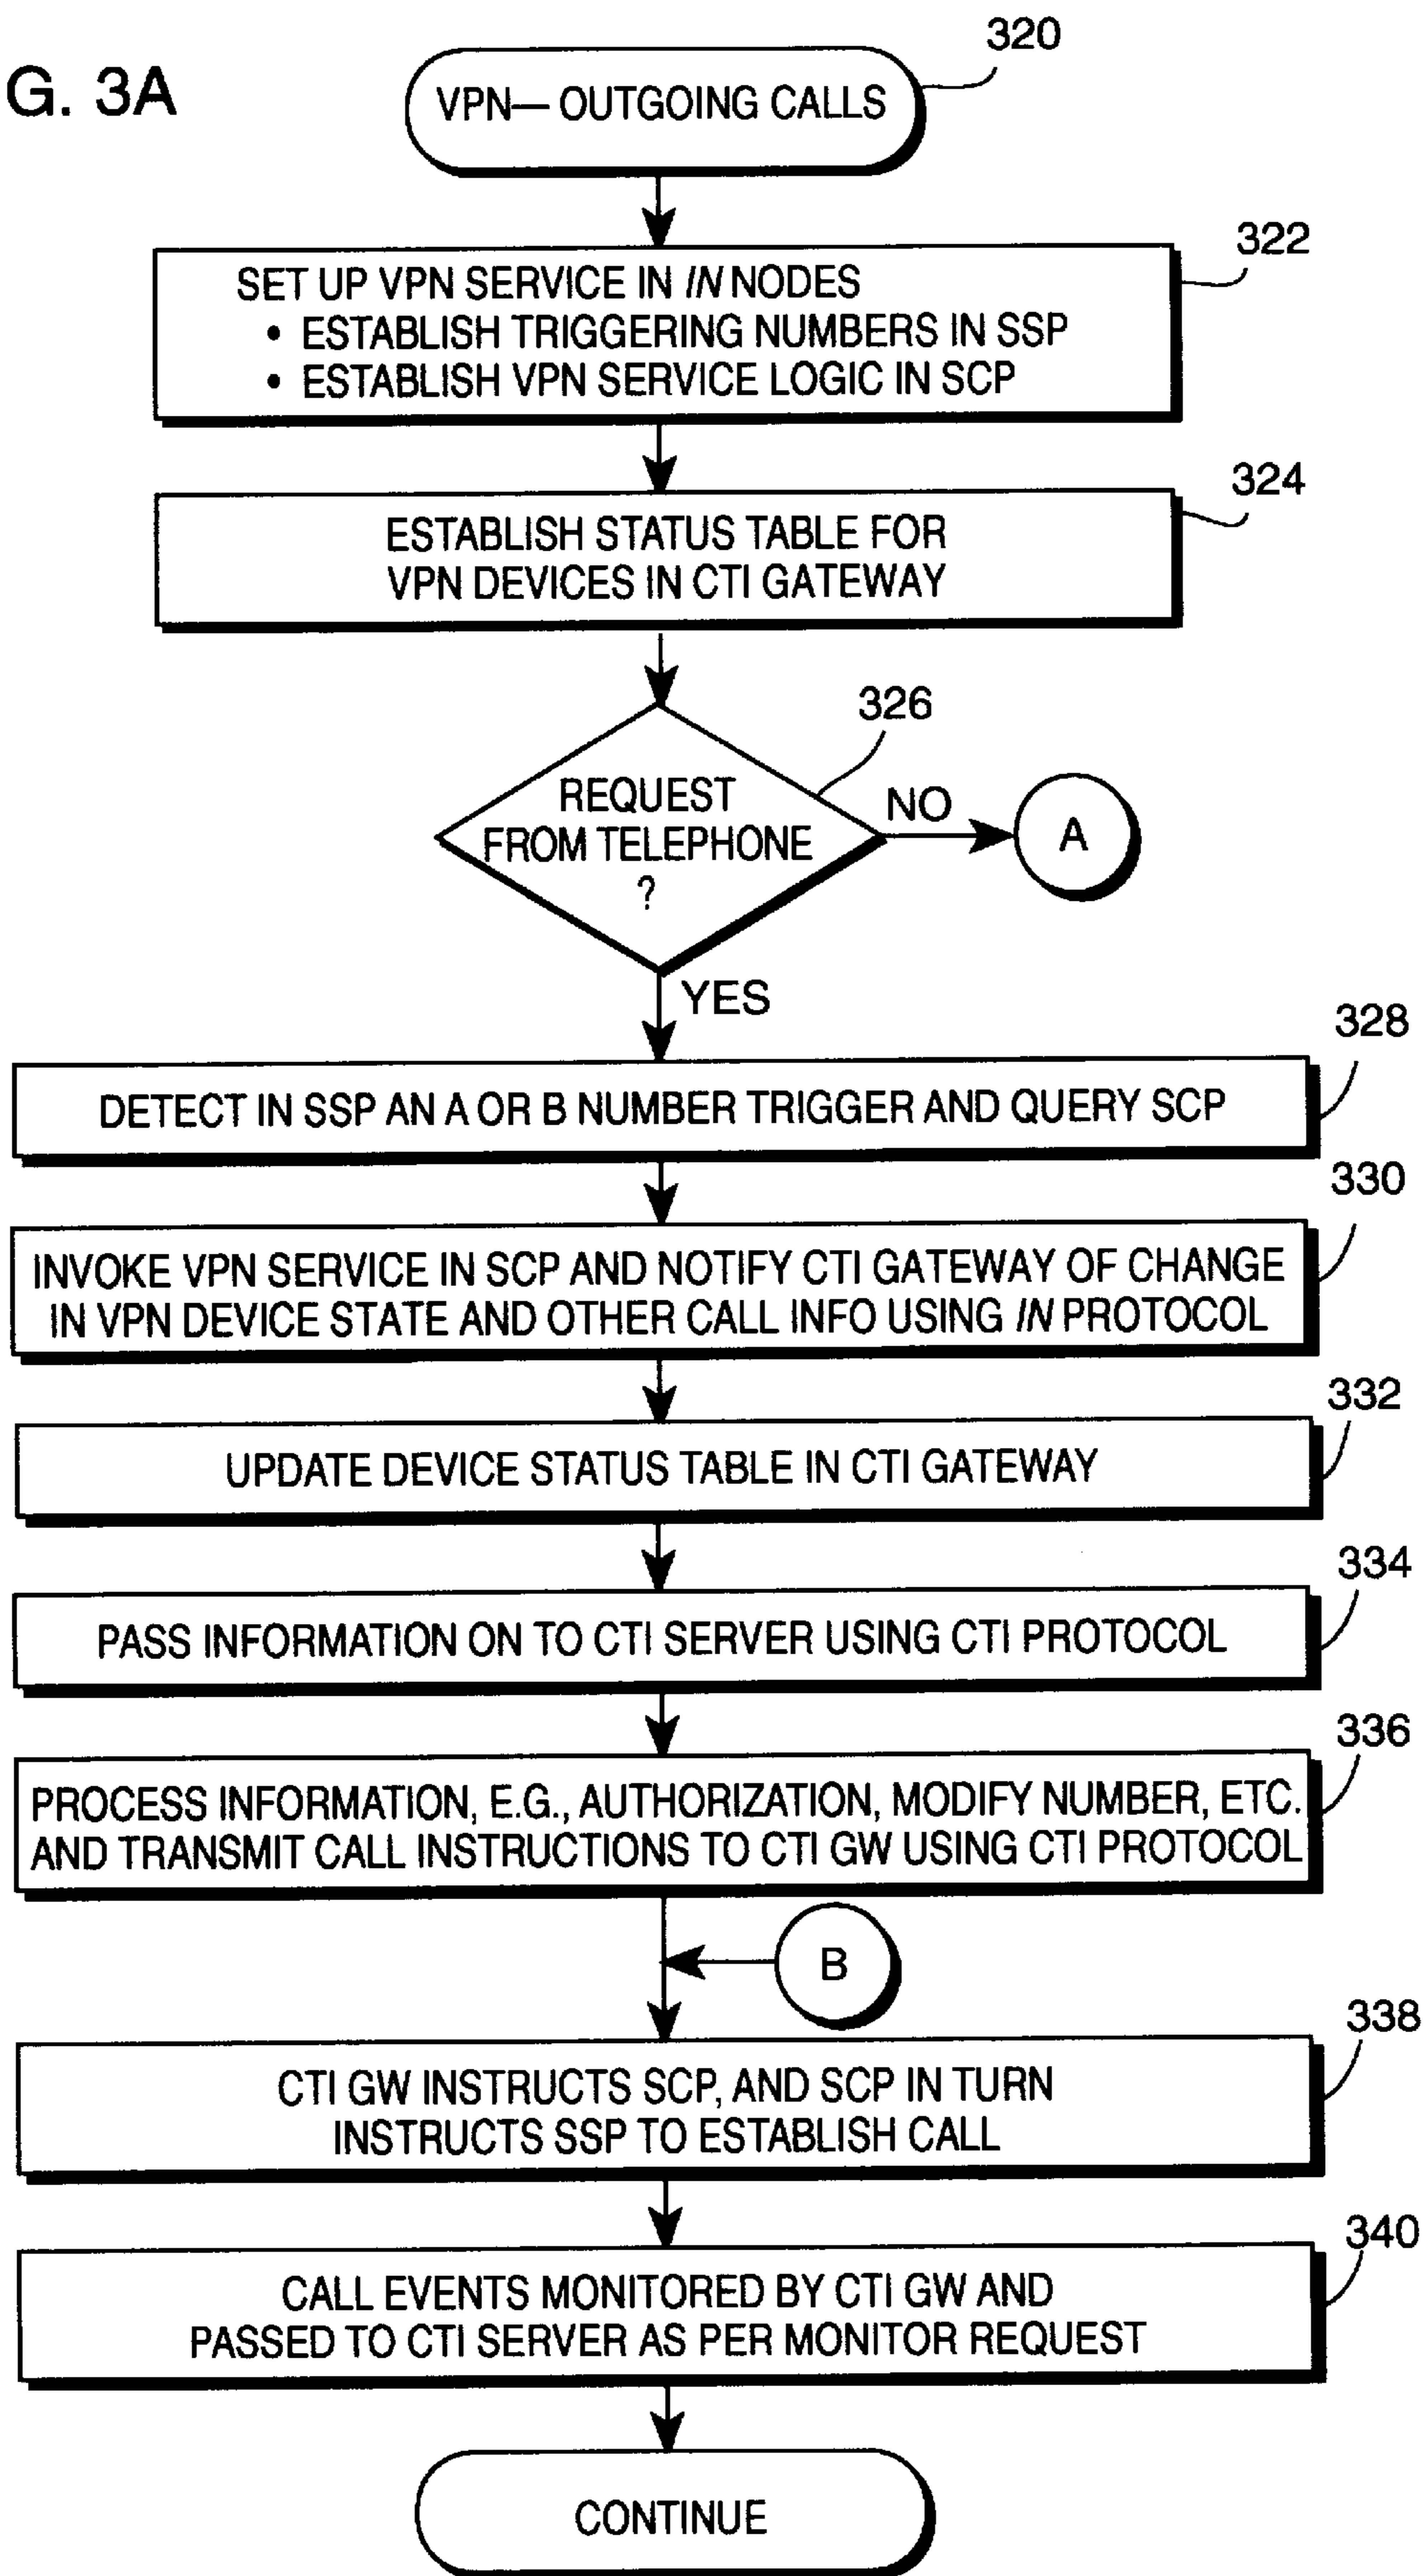 G. 3A
320
VPN— OUTGOING CALLS
322
SET UP VPN SERVICE IN IN NODES
• ESTABLISH TRIGGERING NUMBERS IN SSP
• ESTABLISH VPN SERVICE LOGIC IN SCP
324
ESTABLISH STATUS TABLE FOR
VPN DEVICES IN CTI GATEWAY
326
REQUEST
FROM TELEPHONE
?
NO
A
YES
328
DETECT IN SSP AN A OR B NUMBER TRIGGER AND QUERY SCP
330
INVOKE VPN SERVICE IN SCP AND NOTIFY CTI GATEWAY OF CHANGE
IN VPN DEVICE STATE AND OTHER CALL INFO USING IN PROTOCOL
332
UPDATE DEVICE STATUS TABLE IN CTI GATEWAY
334
PASS INFORMATION ON TO CTI SERVER USING CTI PROTOCOL
336
PROCESS INFORMATION, E.G., AUTHORIZATION, MODIFY NUMBER, ETC.
AND TRANSMIT CALL INSTRUCTIONS TO CTI GW USING CTI PROTOCOL
B
338
CTI GW INSTRUCTS SCP, AND SCP IN TURN
INSTRUCTS SSP TO ESTABLISH CALL
340
CALL EVENTS MONITORED BY CTI GW AND
PASSED TO CTI SERVER AS PER MONITOR REQUEST
CONTINUE